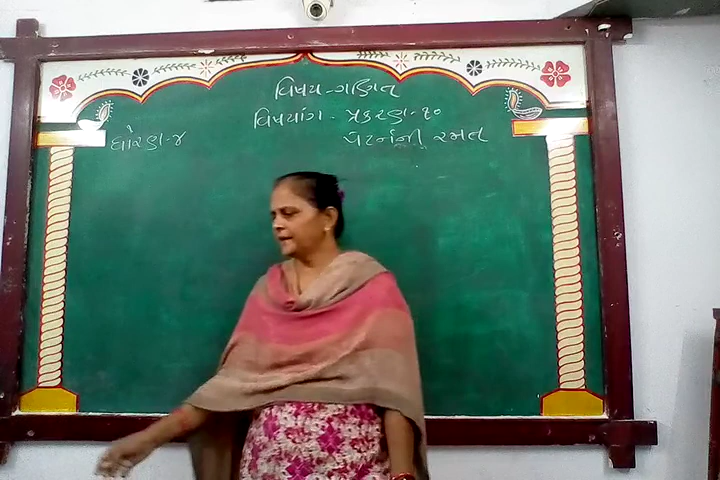 વિષય - ગણિત
વિષયાંગ - પ્રકરણ - ૧૦
ધોરણ - ૪
પેટર્નની રમત